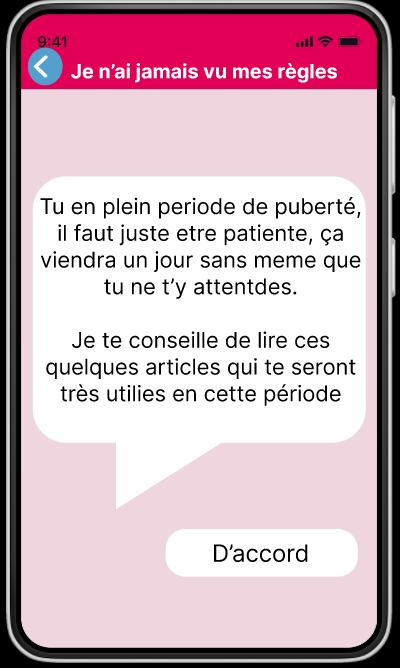 9:41
Je n’ai jamais vu mes règles
Tu en plein periode de puberté,
il faut juste etre patiente, ça
viendra un jour sans meme que
tu ne t’y attentdes.
Je te conseille de lire ces
quelques articles qui te seront
très utilies en cette période
D’accord